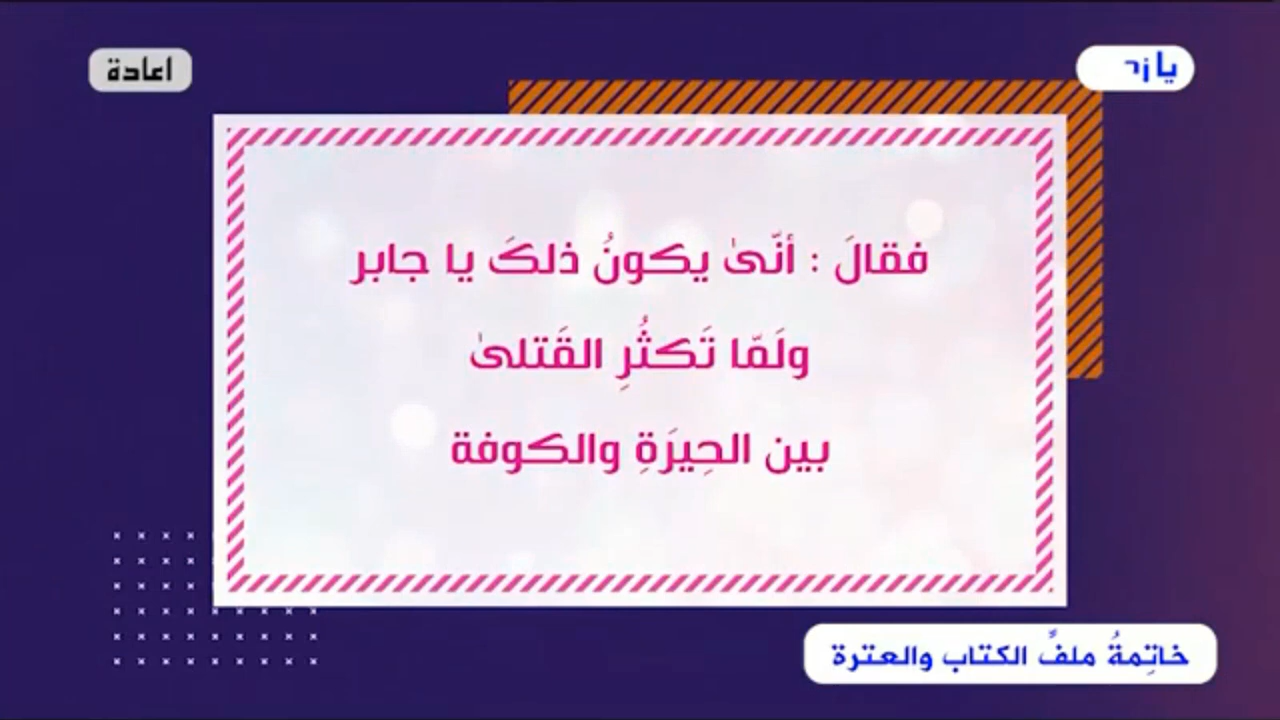 يا
اعادة
فقالَ : أنّىٰ يكونُ ذلكَ يا جابر
ولَمّا تَكثُرِ القَتلىٰ
بين الحِيرَةِ والكوفة
خاتِمةُ ملفِّ الكتاب والعترة